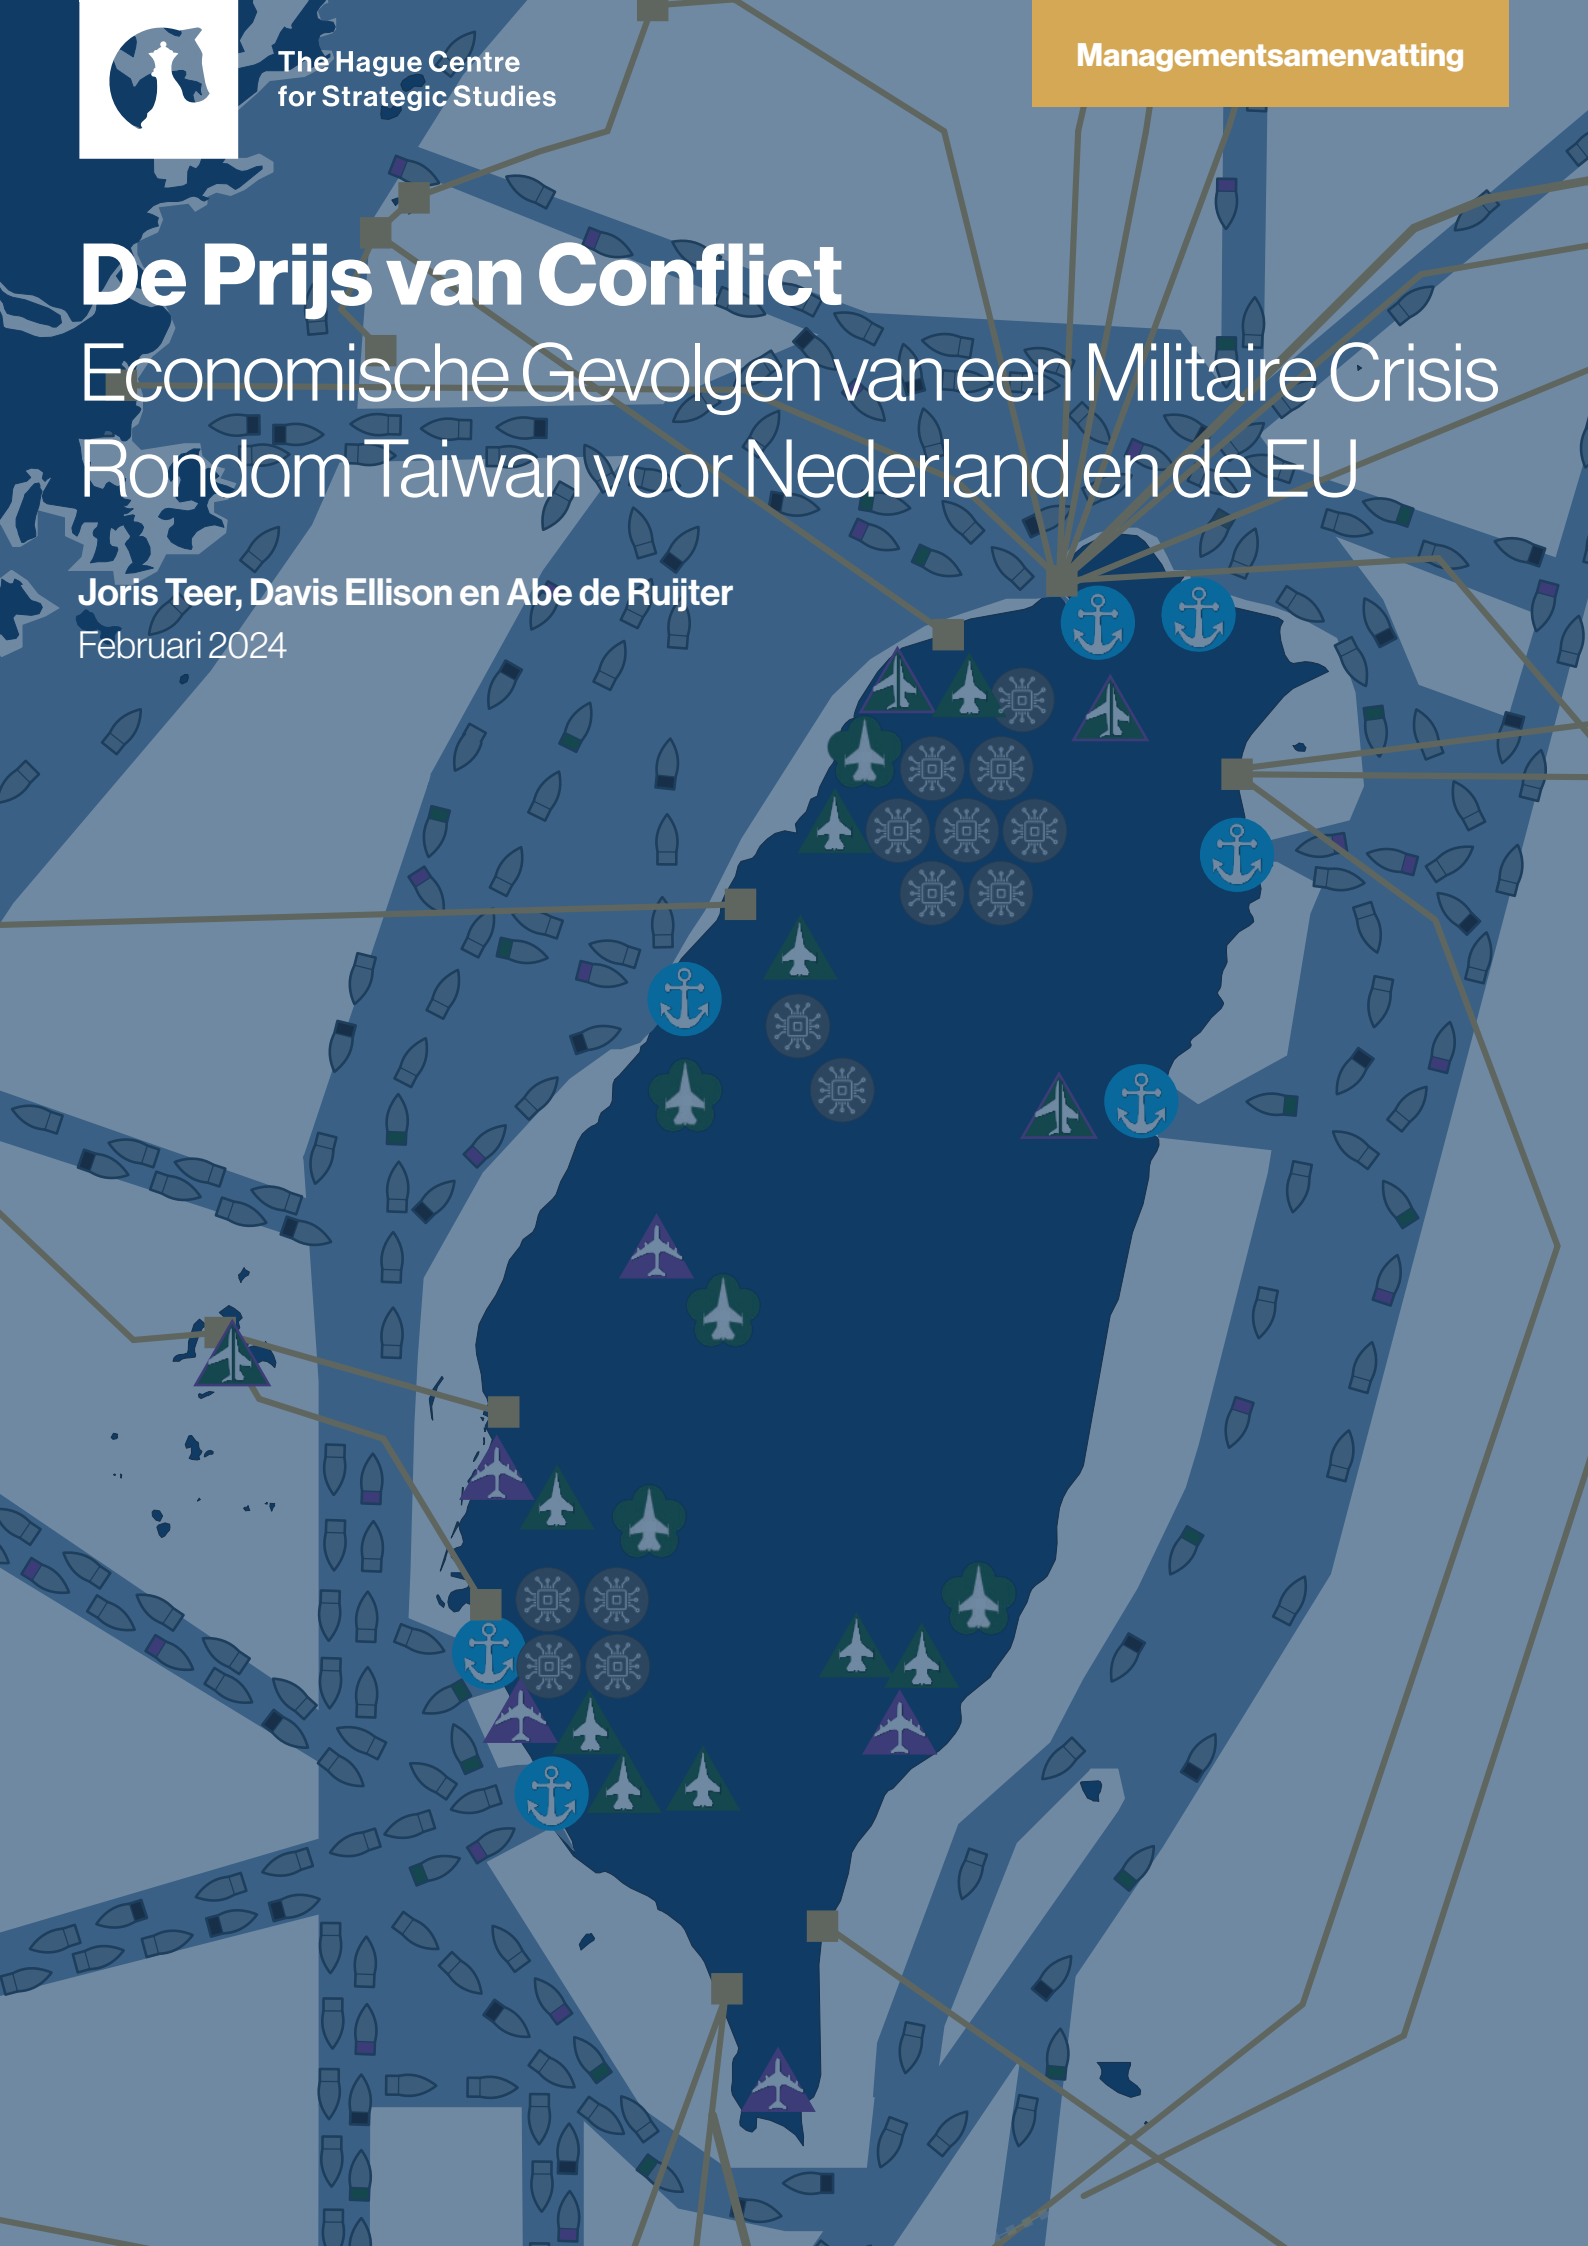 The Hague Centre
for Strategic Studies
Managementsamenvatting
De Prijs van Conflict
Economische Gevolgen van een Militaire Crisis
Rondom Taiwan voor Nederland en de EU
Joris Teer, Davis Ellison en Abe de Ruijter
Februari 2024